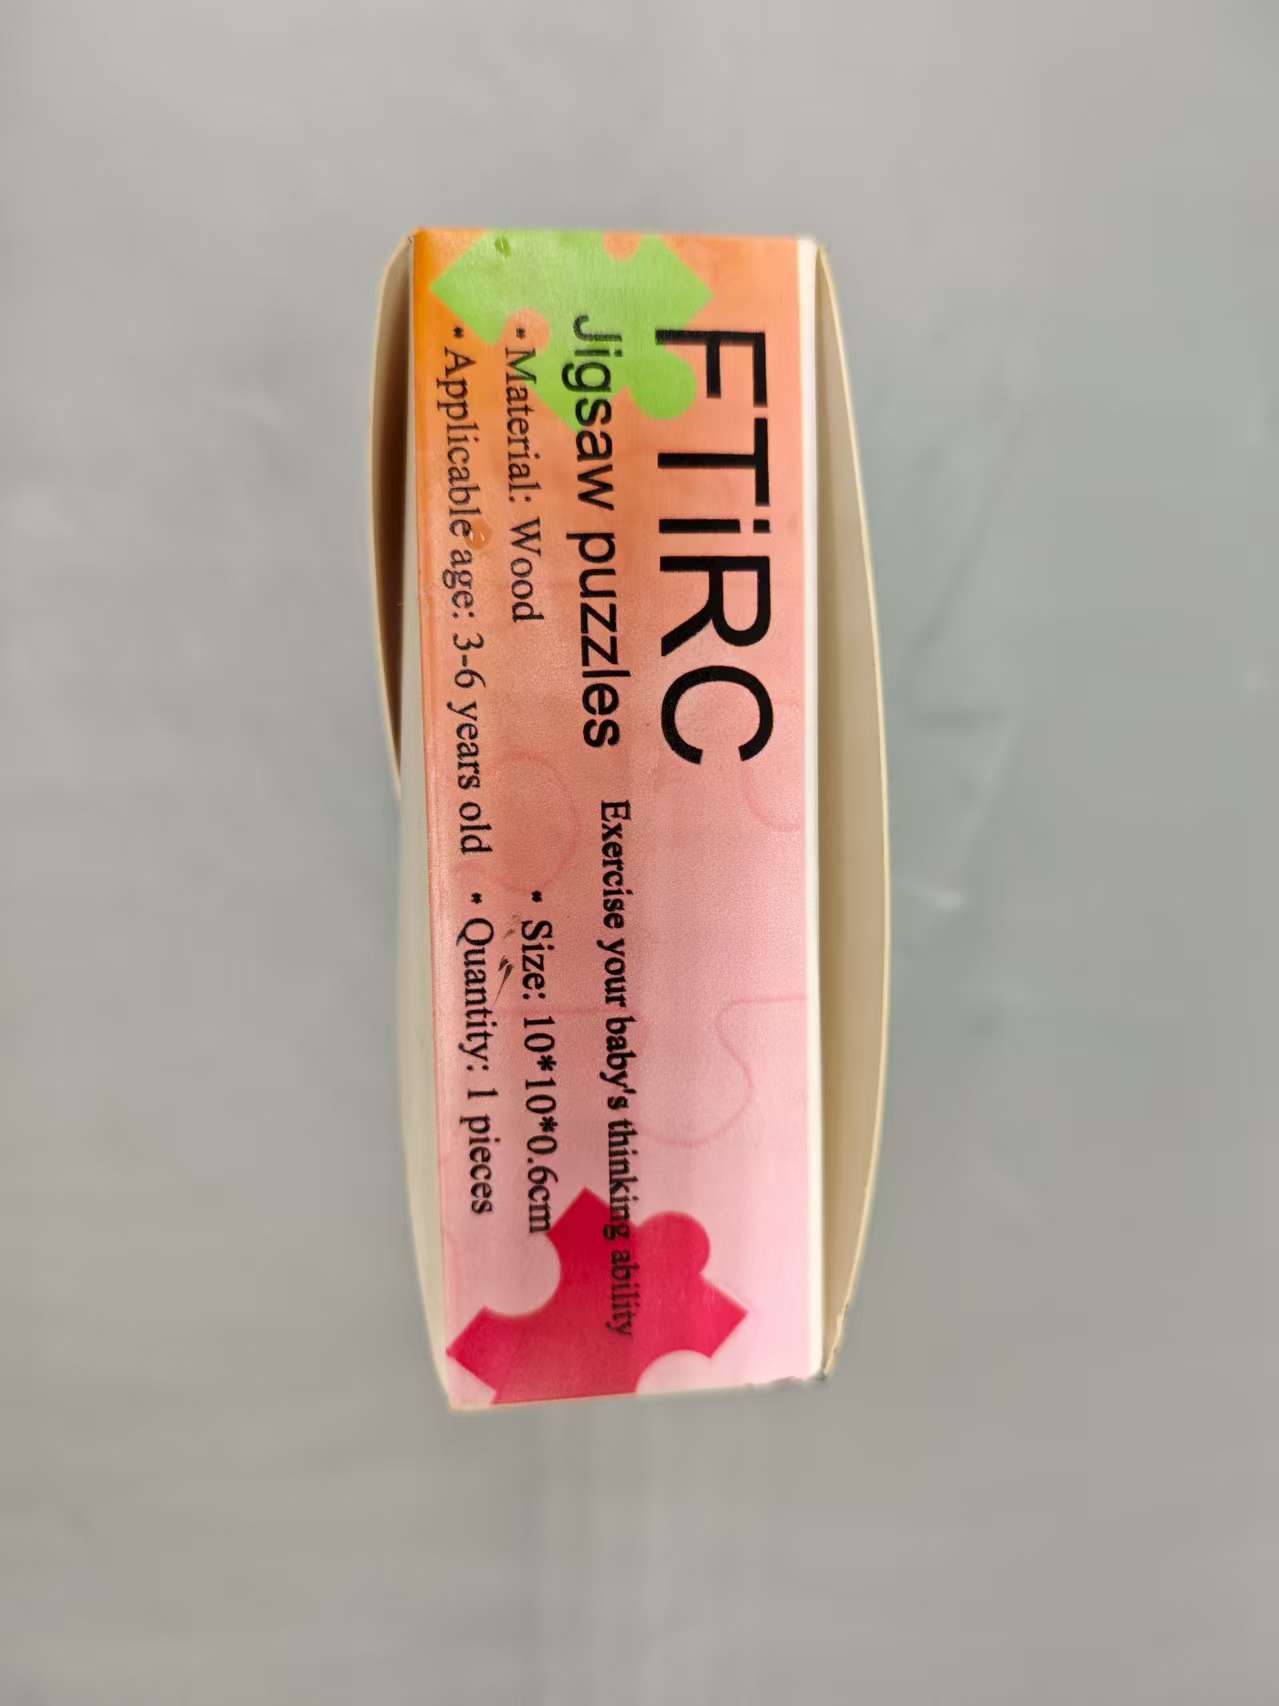 FTiRC
Jigsaw puzzles Exercise your baby's thinking ability
• Material: Wood • Size: 10*10*0.6cm
• Applicable age: 3-6 years old • Quantity: 1 pieces